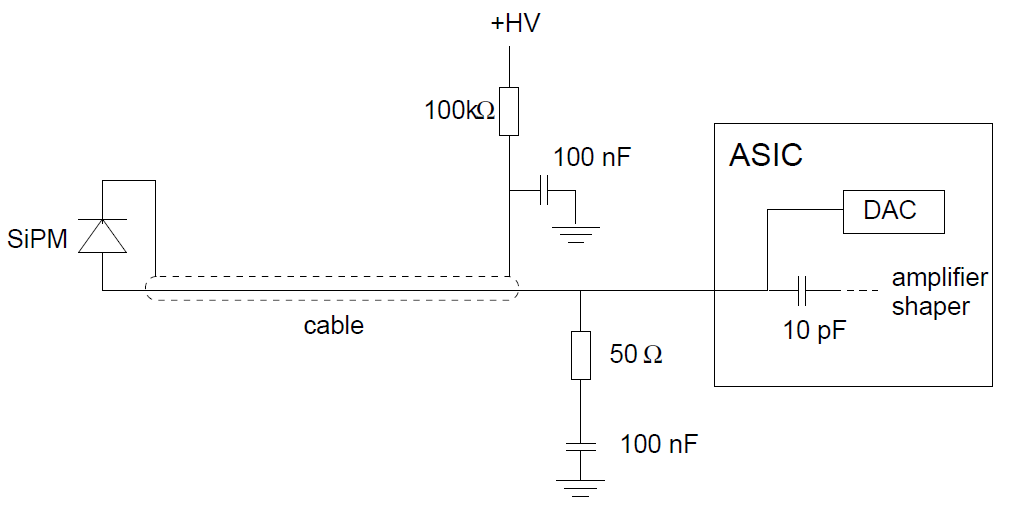 +HV
100kΩ
100 nF
ASIC
DAC
SiPM
amplifier
shaper
cable
10 pF
50 Ω
100 nF